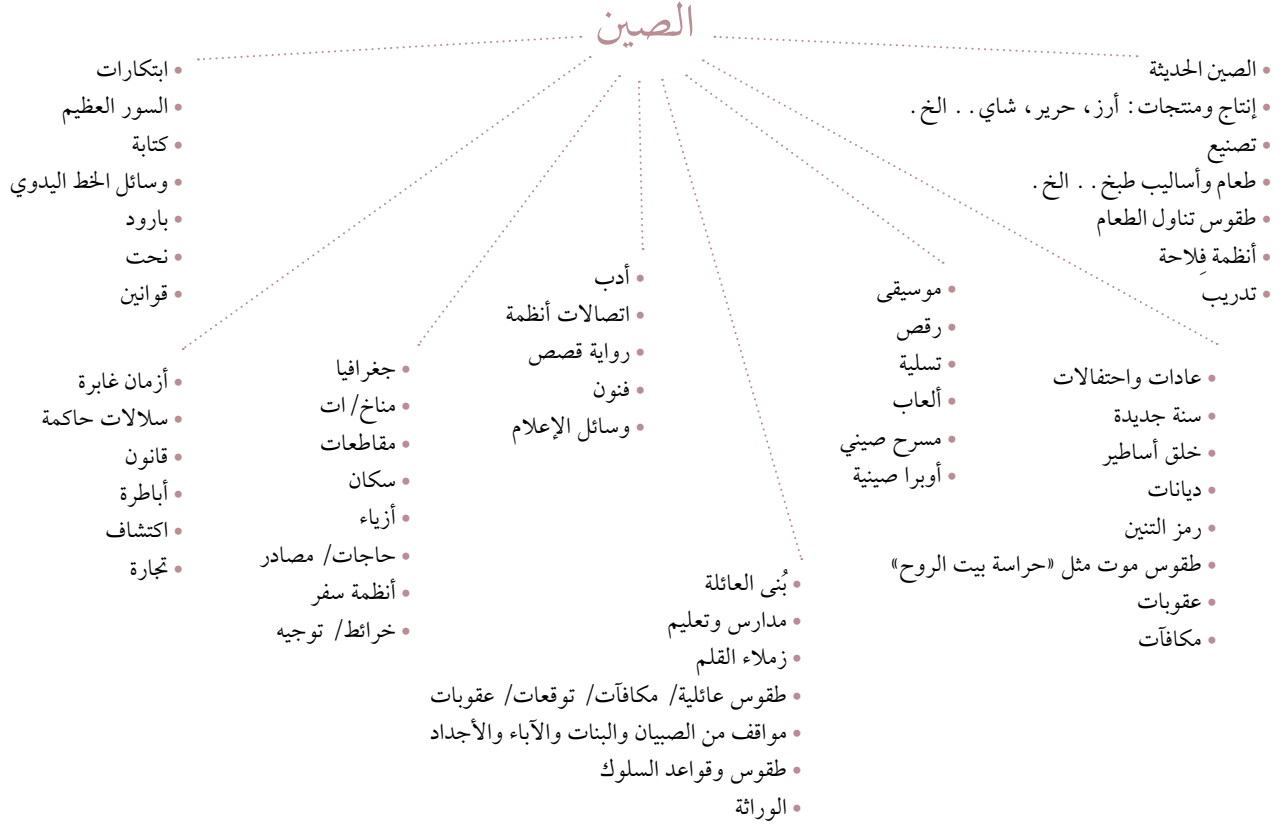 الصين
• الصين الحديثة
• إنتاج ومنتجات: أرز، حرير، شاي.. الخ.
• تصنيع
• طعام وأساليب طبخ.. الخ.
• طقوس تناول الطعام
• أنظمة فِلاحة
• تدريب
• عادات واحتفالات
• سنة جديدة
• خلق أساطير
• ديانات
• رمز التنين
• طقوس موت مثل «حراسة بيت الروح»
• عقوبات
• مكافآت
• موسيقى
• رقص
• تسلية
• ألعاب
• مسرح صيني
• أوبرا صينية
• بُنى العائلة
• مدارس وتعليم
• زملاء القلم
• طقوس عائلية/ مكافآت/ توقعات/ عقوبات
• مواقف من الصبيان والبنات والآباء والأجداد
• طقوس وقواعد السلوك
• الوراثة
• أدب
• اتصالات أنظمة
• رواية قصص
• فنون
• وسائل الإعلام
• جغرافيا
• مناخ/ ات
• مقاطعات
• سكان
• أزياء
• حاجات/ مصادر
• أنظمة سفر
• خرائط/ توجيه
• أزمان غابرة
• سلالات حاكمة
• قانون
• أباطرة
• اكتشاف
• تجارة
• ابتكارات
• السور العظيم
• كتابة
• وسائل الخط اليدوي
• بارود
• نحت
• قوانين